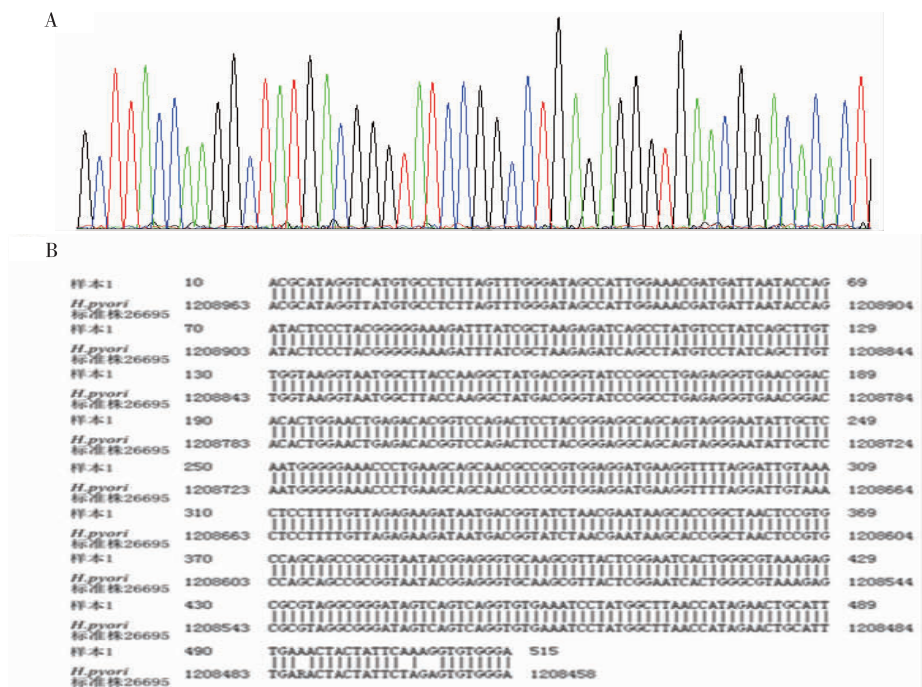 A
B
样本1 10 ACGCATAGGTCATGTGCCTCTTAGTTTGGGATAGCCATTGGAAACGATGATTAATACCAG 69
H.pyori
标准株26695 1208963 ACGCATAGGTTATGTGCCTCTTAGTTTGGGATAGCCATTGGAAACGATGATTAATACCAG 1208904
样本1 70 ATACTCCCTACGGGGGAAAGATTTATCGCTAAGAGATCAGCCTATGTCCTATCAGCTTGT 129
H.pyori
标准株26695 1208903 ATACTCCCTACGGGGGAAAGATTTATCGCTAAGAGATCAGCCTATGTCCTATCAGCTTGT 1208844
样本1 130 TGGTAAGGTAATGGCTTACCAAGGCTATGACGGGTATCCGGCCTGAGAGGGTGAACGGAC 189
H.pyori
标准株26695 1208843 TGGTAAGGTAATGGCTTACCAAGGCTATGACGGGTATCCGGCCTGAGAGGGTGAACGGAC 1208784
样本1 190 ACACTGGAACTGAGACACGGTCCAGACTCCTACGGGAGGCAGCAGTAGGGAATATTGCTC 249
H.pyori
标准株26695 1208783 ACACTGGAACTGAGACACGGTCCAGACTCCTACGGGAGGCAGCAGTAGGGAATATTGCTC 1208724
样本1 250 AATGGGGGAAACCCTGAAGCAGCAACGCCGCGTGGAGGATGAAGGTTTTAGGATTGTAAA 309
H.pyori
标准株26695 1208723 AATGGGGGAAACCCTGAAGCAGCAACGCCGCGTGGAGGATGAAGGTTTTAGGATTGTAAA 1208664
样本1 310 CTCCTTTTGTTAGAGAAGATAATGACGGTATCTAACGAATAAGCACCGGCTAACTCCGTG 369
H.pyori
标准株26695 1208663 CTCCTTTTGTTAGAGAAGATAATGACGGTATCTAACGAATAAGCACCGGCTAACTCCGTG 1208604
样本1 370 CCAGCAGCCGCGGTAATACGGAGGGTGCAAGCGTTACTCGGAATCACTGGGCGTAAAGAG 429
H.pyori
标准株26695 1208603 CCAGCAGCCGCGGTAATACGGAGGGTGCAAGCGTTACTCGGAATCACTGGGCGTAAAGAG 1208544
样本1 430 CGCGTAGGCGGGATAGTCAGTCAGGTGTGAAATCCTATGGCTTAACCATAGAACTGCATT 489
H.pyori
标准株26695 1208543 CGCGTAGGCGGGATAGTCAGTCAGGTGTGAAATCCTATGGCTTAACCATAGAACTGCATT 1208484
样本1 490 TGAAACTACTATTCAAAGGTGTGGGA 515
H.pyori
标准株26695 1208483 TGARACTACTATTCTAGAGTGTGGGA 1208458